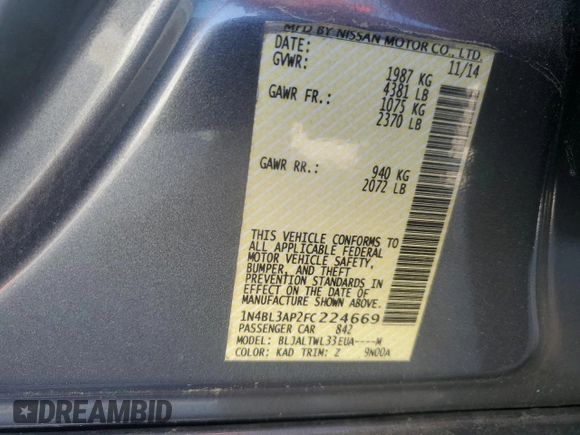 MFD BY NISSAN MOTOR CO., LTD.
DATE: 11/14
GVWR: 1987 KG
4381 LB
GAWR FR.: 1075 KG
2370 LB
GAWR RR.: 940 KG
2072 LB
THIS VEHICLE CONFORMS TO
ALL APPLICABLE FEDERAL
MOTOR VEHICLE SAFETY,
BUMPER, AND THEFT
PREVENTION STANDARDS IN
EFFECT ON THE DATE OF
MANUFACTURE SHOWN ABOVE.
1N4BL3AP2FC224669
PASSENGER CAR 842
MODEL: BLJALTWL33EUA----M
COLOR: KAD TRIM: Z 9N00A
DREAMBID